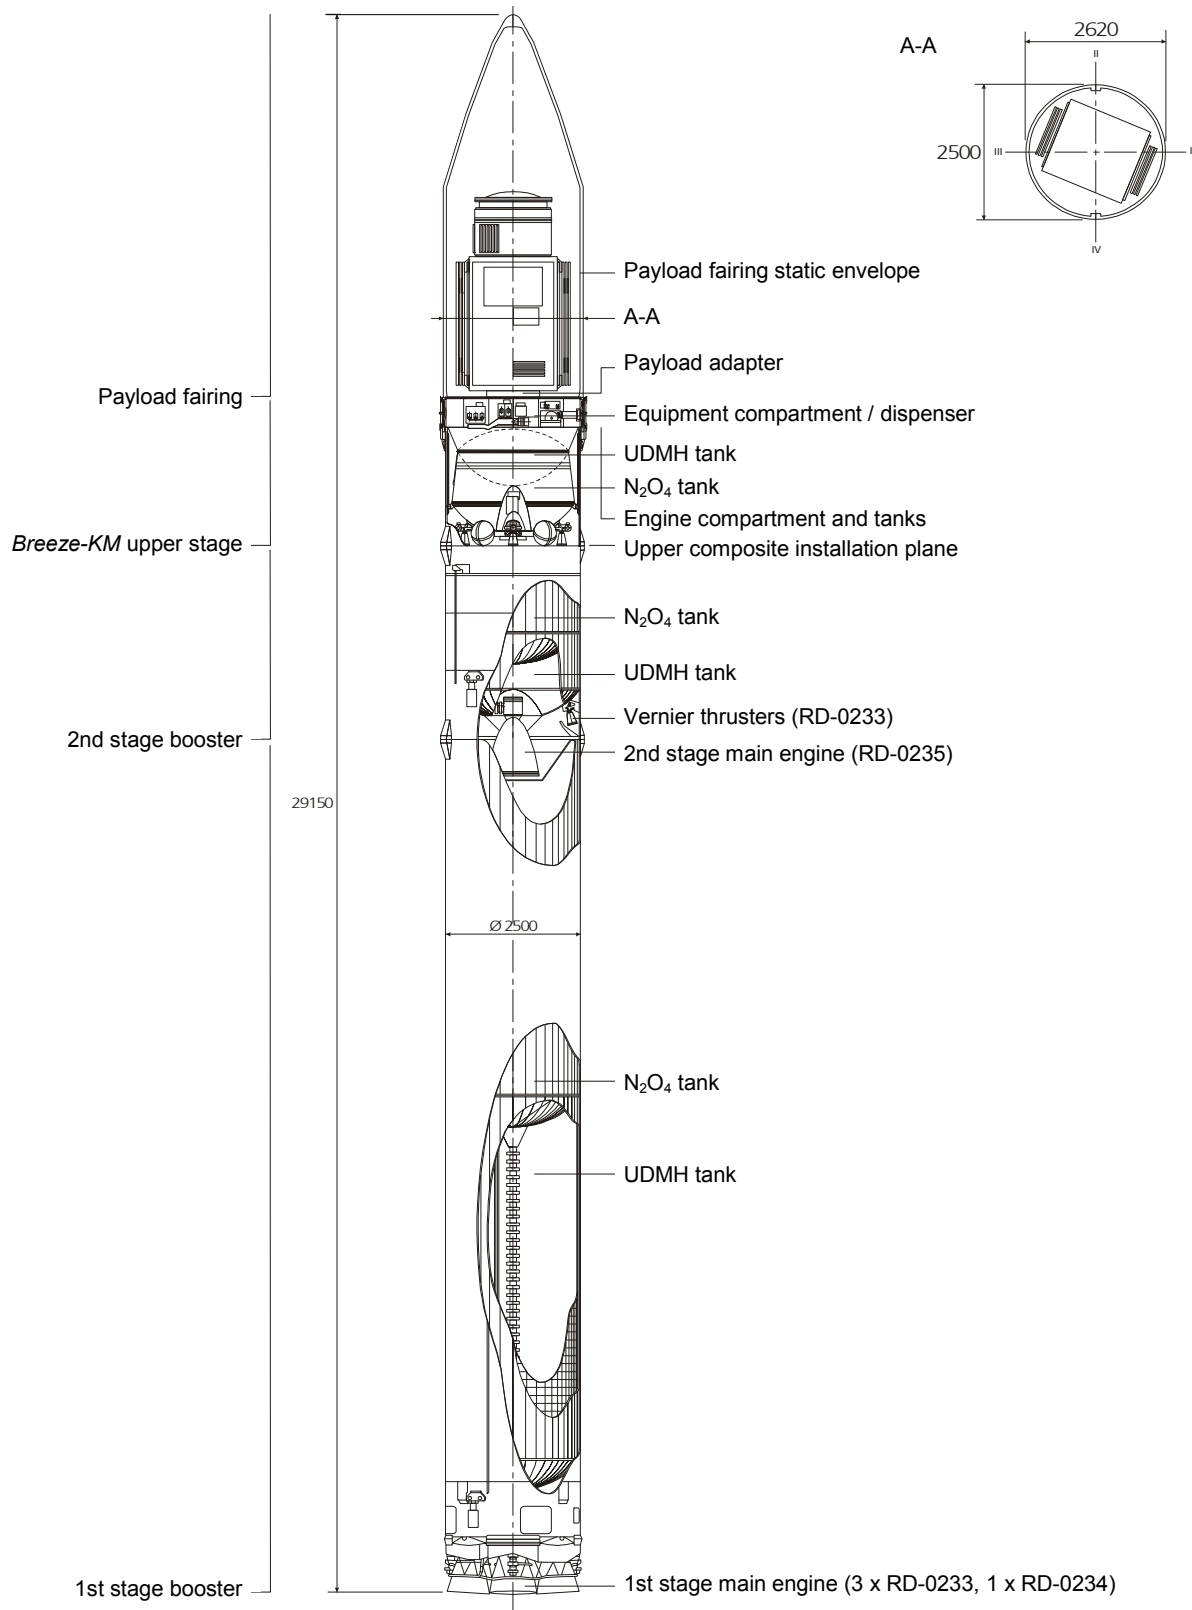 A-A
2620
II
2500
III
I
IV
Payload fairing static envelope
A-A
Payload adapter
Payload fairing
Equipment compartment / dispenser
UDMH tank
N₂O₄ tank
Engine compartment and tanks
Breeze-KM upper stage
Upper composite installation plane
N₂O₄ tank
UDMH tank
Vernier thrusters (RD-0233)
2nd stage booster
2nd stage main engine (RD-0235)
29150
Ø 2500
N₂O₄ tank
UDMH tank
1st stage booster
1st stage main engine (3 x RD-0233, 1 x RD-0234)